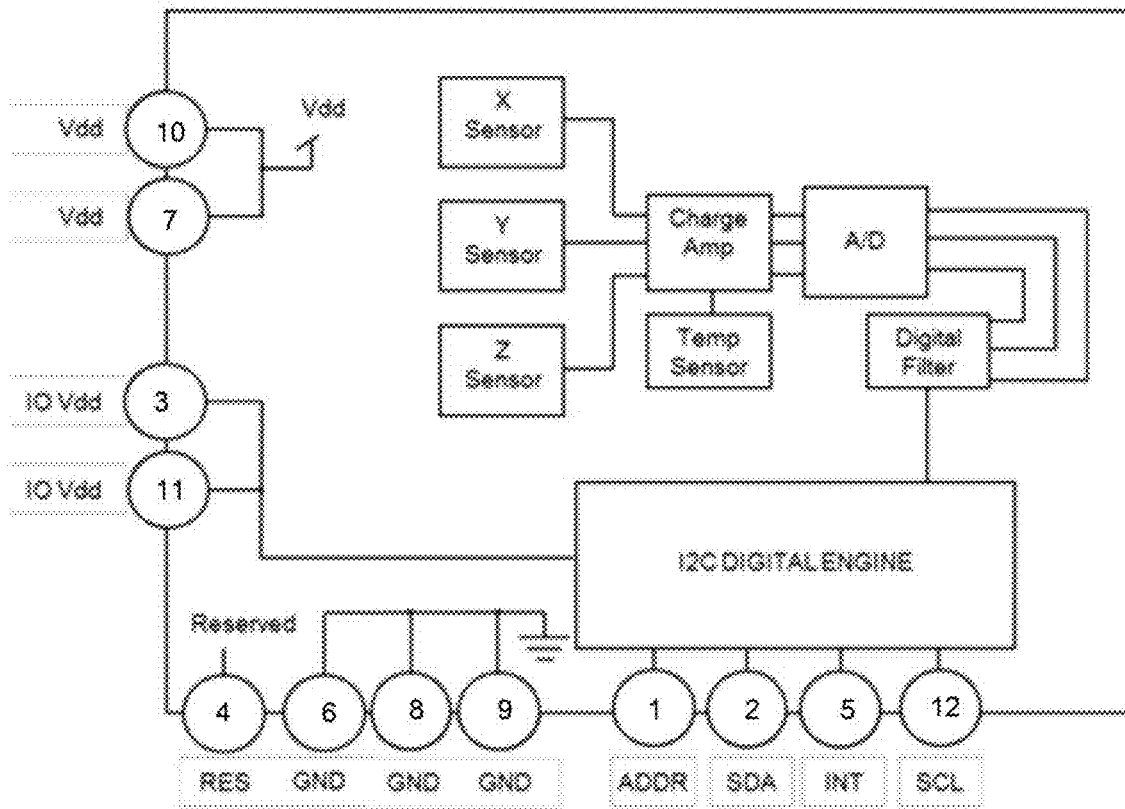 X
Sensor
Vdd
Vdd
10
Vdd
7
Y
Sensor
Charge
Amp
A/D
Z
Sensor
Temp
Sensor
Digital
Filter
IO Vdd
3
IO Vdd
11
I2C DIGITAL ENGINE
Reserved
4
6
8
9
1
2
5
12
RES
GND
GND
GND
ADDR
SDA
INT
SCL